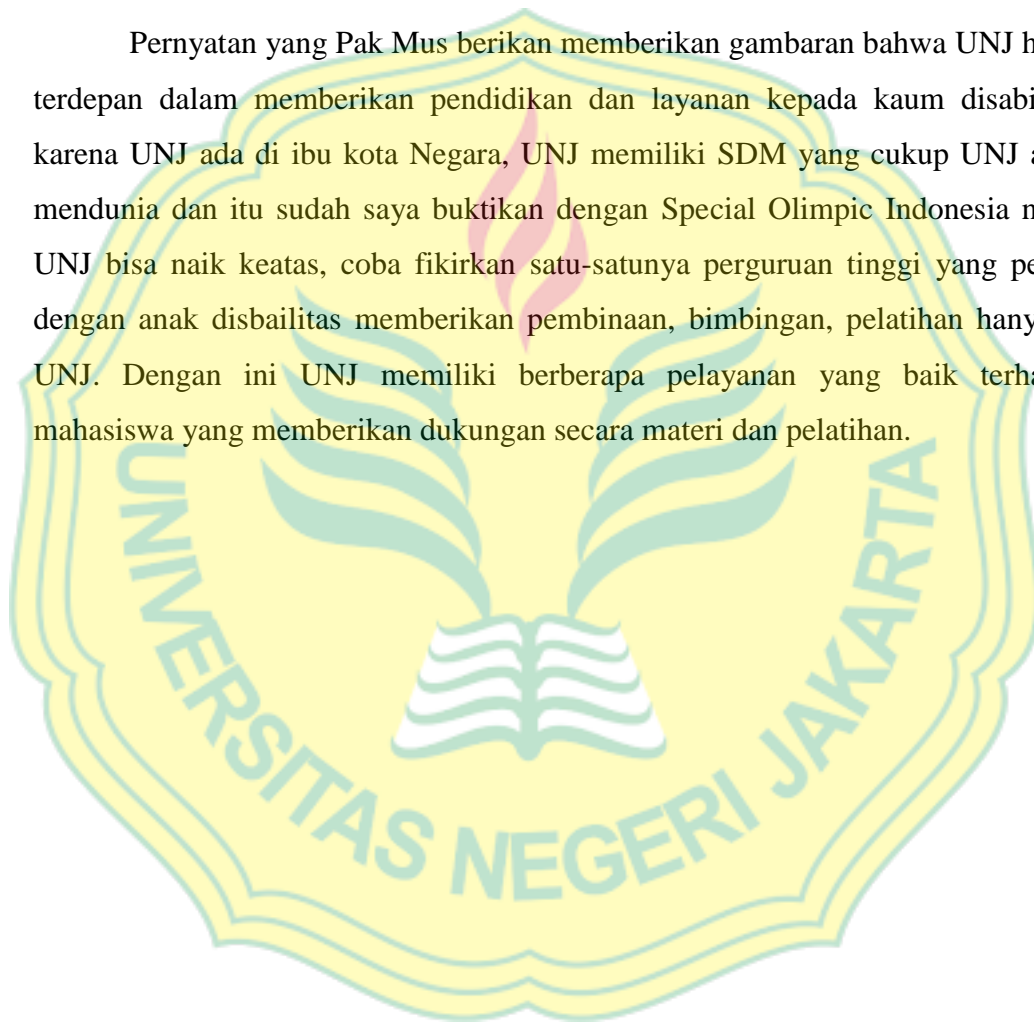 Pernyatan yang Pak Mus berikan memberikan gambaran bahwa UNJ
terdepan dalam memberikan pendidikan dan layanan kepada kaum
karena UNJ ada di ibu kota Negara, UNJ memiliki SDM yang cukup UNJ
mendunia dan itu sudah saya buktikan dengan Special Olimpic Indonesia
UNJ bisa naik keatas, coba fikirkan satu-satunya perguruan tinggi yang
dengan anak disbailitas memberikan pembinaan, bimbingan, pelatihan
UNJ. Dengan ini UNJ memiliki berberapa pelayanan yang baik
mahasiswa yang memberikan dukungan secara materi dan pelatihan.
UNIVERSITAS NEGERI JAKARTA